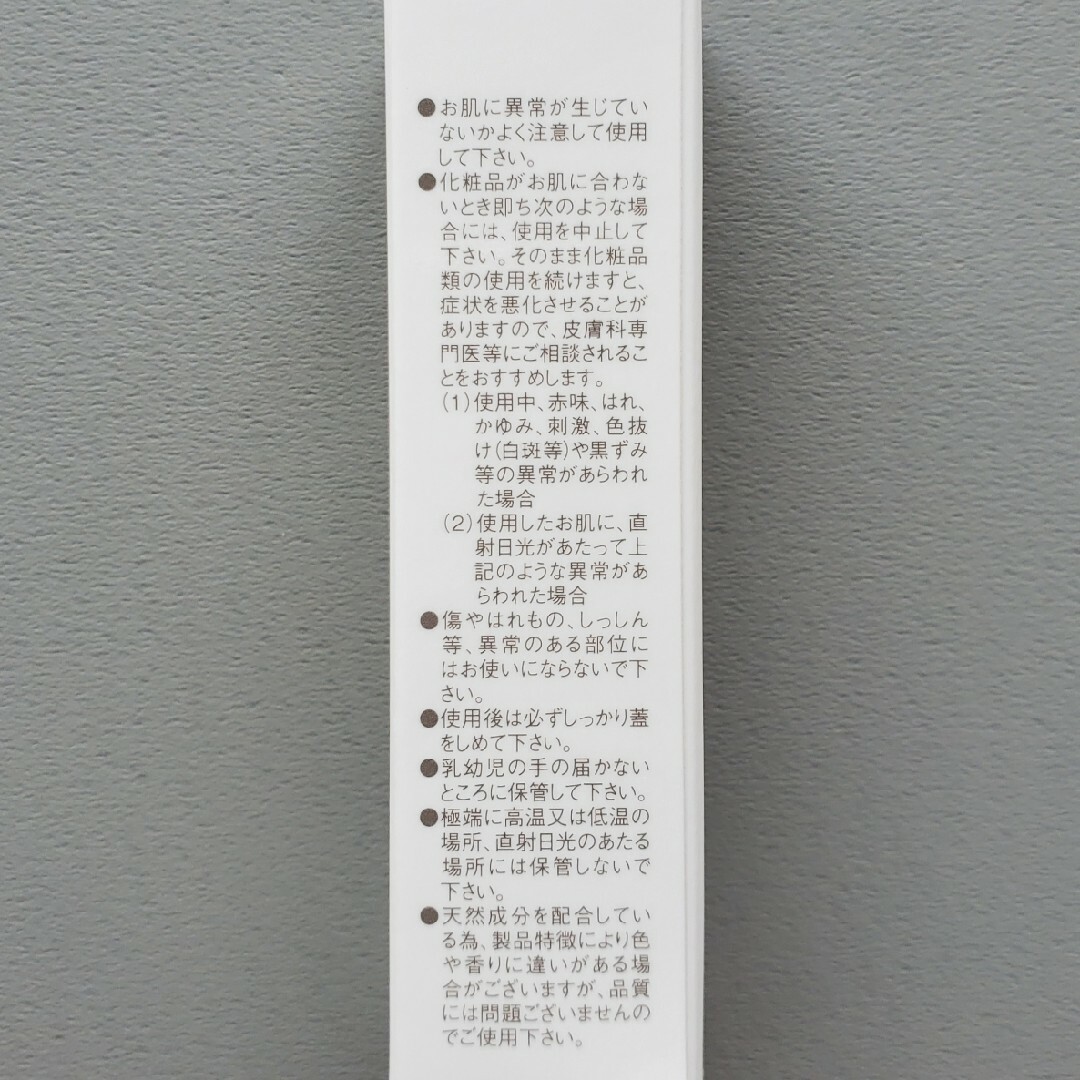 ●お肌に異常が生じてい
ないかよく注意して使用
して下さい。
●化粧品がお肌に合わな
いとき即ち次のような場
合には、使用を中止して
下さい。そのまま化粧品
類の使用を続けますと、
症状を悪化させることが
ありますので、皮膚科専
門医等にご相談されるこ
とをおすすめします。
(1)使用中、赤味、はれ、
かゆみ、刺激、色抜
け(白斑等)や黒ずみ
等の異常があらわれ
た場合
(2)使用したお肌に、直
射日光があたって上
記のような異常があ
らわれた場合
●傷やはれもの、しっしん
等、異常のある部位に
はお使いにならないで下
さい。
●使用後は必ずしっかり蓋
をしめて下さい。
●乳幼児の手の届かない
ところに保管して下さい。
●極端に高温又は低温の
場所、直射日光のあたる
場所には保管しないで
下さい。
●天然成分を配合してい
る為、製品特徴により色
や香りに違いがある場
合がございますが、品質
には問題ございませんの
でご使用下さい。